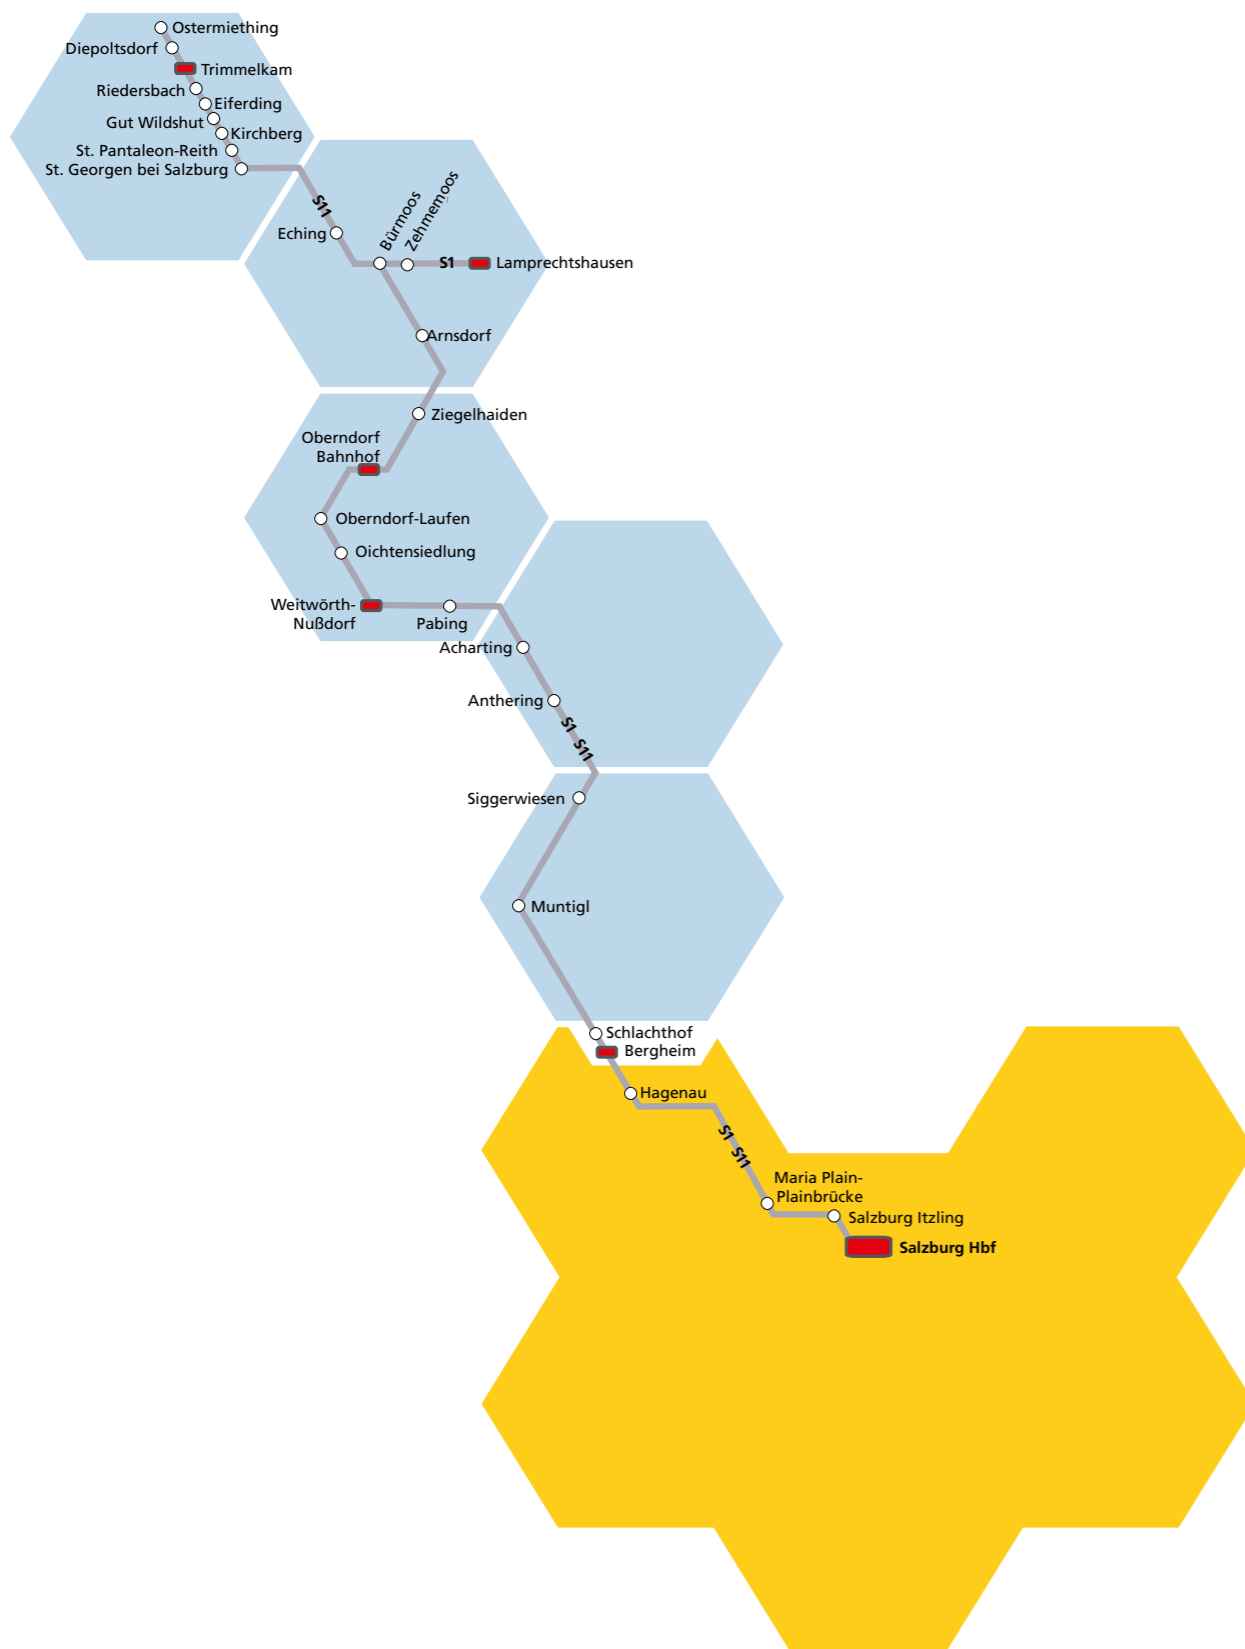 Ostermiething
Diepoltsdorf
Trimmelkam
Riedersbach
Eiferding
Gut Wildshut
Kirchberg
St. Pantaleon-Reith
St. Georgen bei Salzburg
S11
Eching
Bürmoos
Zehmemoos
S1
Lamprechtshausen
Arnsdorf
Ziegelhaiden
Oberndorf
Bahnhof
Oberndorf-Laufen
Oichtensiedlung
Weitwörth-
Nußdorf
Pabing
Acharting
Anthering
S1 S11
Siggerwiesen
Muntigl
Schlachthof
Bergheim
Hagenau
S1 S11
Maria Plain-
Plainbrücke
Salzburg Itzling
Salzburg Hbf